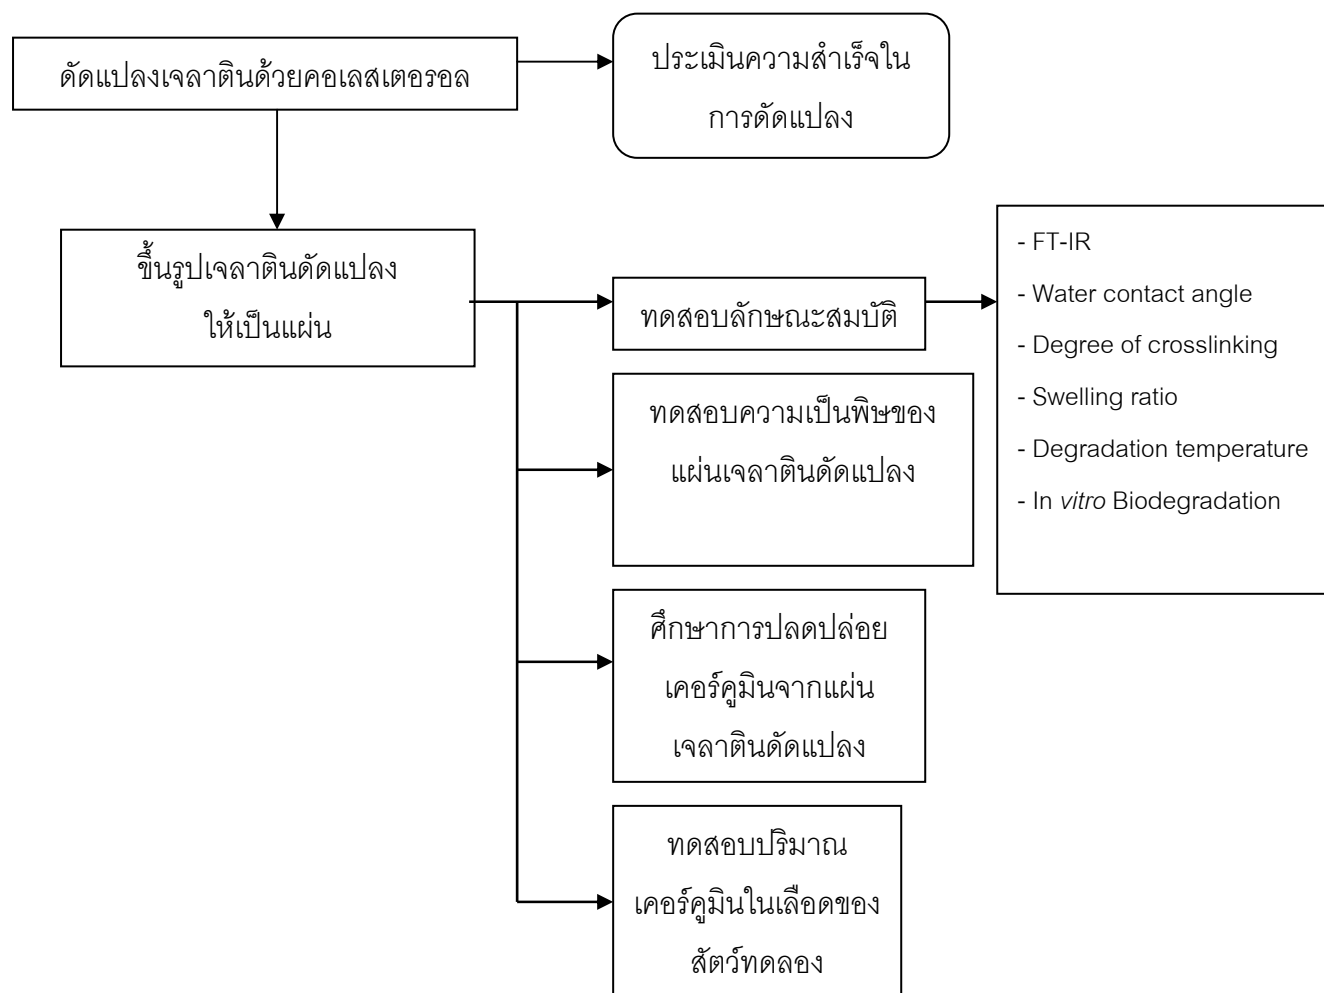 ดัดแปลงเจลาตินด้วยคอเลสเตอรอล
ประเมินความสำเร็จใน
การดัดแปลง
ขึ้นรูปเจลาตินดัดแปลง
ให้เป็นแผ่น
ทดสอบลักษณะสมบัติ
- FT-IR
- Water contact angle
- Degree of crosslinking
- Swelling ratio
- Degradation temperature
- In vitro Biodegradation
ทดสอบความเป็นพิษของ
แผ่นเจลาตินดัดแปลง
ศึกษาการปลดปล่อย
เคอร์คูมินจากแผ่น
เจลาตินดัดแปลง
ทดสอบปริมาณ
เคอร์คูมินในเลือดของ
สัตว์ทดลอง